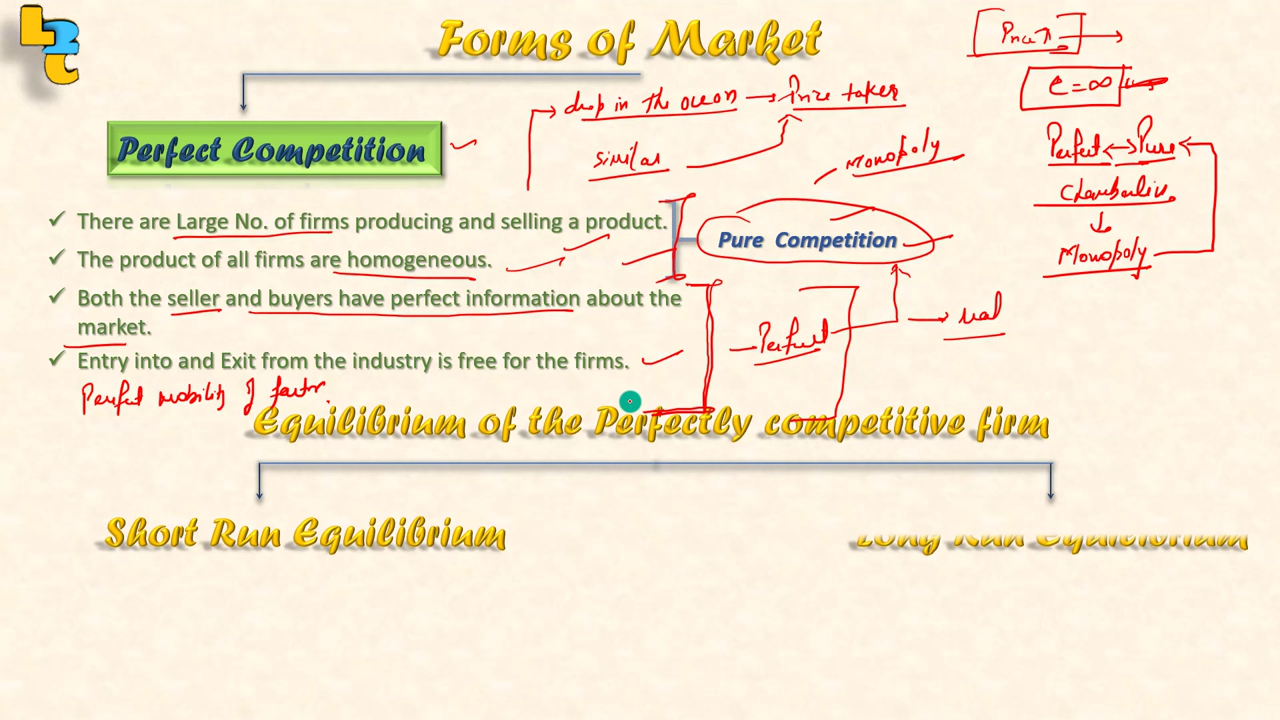 L2C
Forms of Market
Price ↑ →
drop in the ocean → Price taker
e = ∞
Perfect Competition
similar
monopoly
Perfect ↔ Pure
Chamberlin
✓ There are Large No. of firms producing and selling a product.
Pure Competition
Monopoly
✓ The product of all firms are homogeneous.
✓ Both the seller and buyers have perfect information about the
market.
Perfect
→ real
✓ Entry into and Exit from the industry is free for the firms.
Perfect mobility of factor.
Equilibrium of the Perfectly competitive firm
Short Run Equilibrium
Long Run Equilibrium